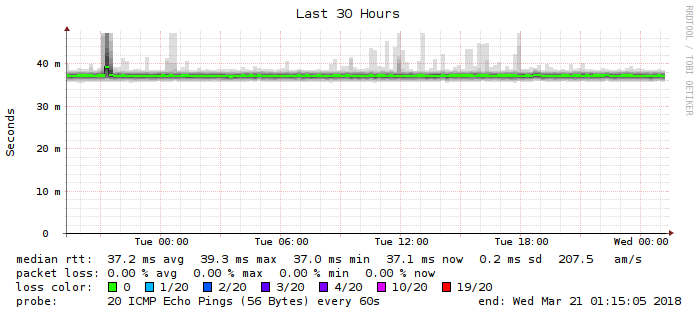 Last 30 Hours
RRDTOOL / TOBI OETIKER
Seconds
40 m
30 m
20 m
10 m
0
Tue 00:00 Tue 06:00 Tue 12:00 Tue 18:00 Wed 00:00
median rtt: 37.2 ms avg 39.3 ms max 37.0 ms min 37.1 ms now 0.2 ms sd 207.5 am/s
packet loss: 0.00 % avg 0.00 % max 0.00 % min 0.00 % now
loss color: 0 1/20 2/20 3/20 4/20 10/20 19/20
probe: 20 ICMP Echo Pings (56 Bytes) every 60s end: Wed Mar 21 01:15:05 2018